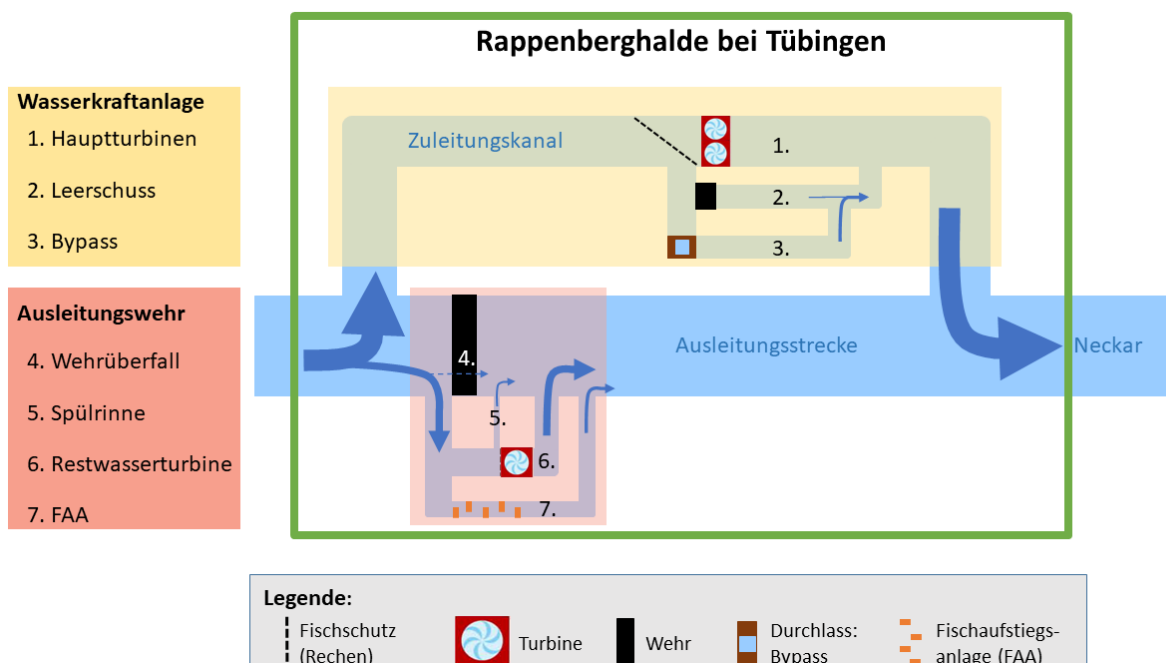 Rappenberghalde bei Tübingen
Wasserkraftanlage
1. Hauptturbinen
2. Leerschuss
3. Bypass
Zuleitungskanal
1.
2.
3.
Ausleitungswehr
4. Wehrüberfall
5. Spülrinne
6. Restwasserturbine
7. FAA
4.
5.
6.
7.
Ausleitungsstrecke
Neckar
Legende:
Fischschutz
(Rechen)
Turbine
Wehr
Durchlass:
Bypass
Fischaufstiegs-
anlage (FAA)